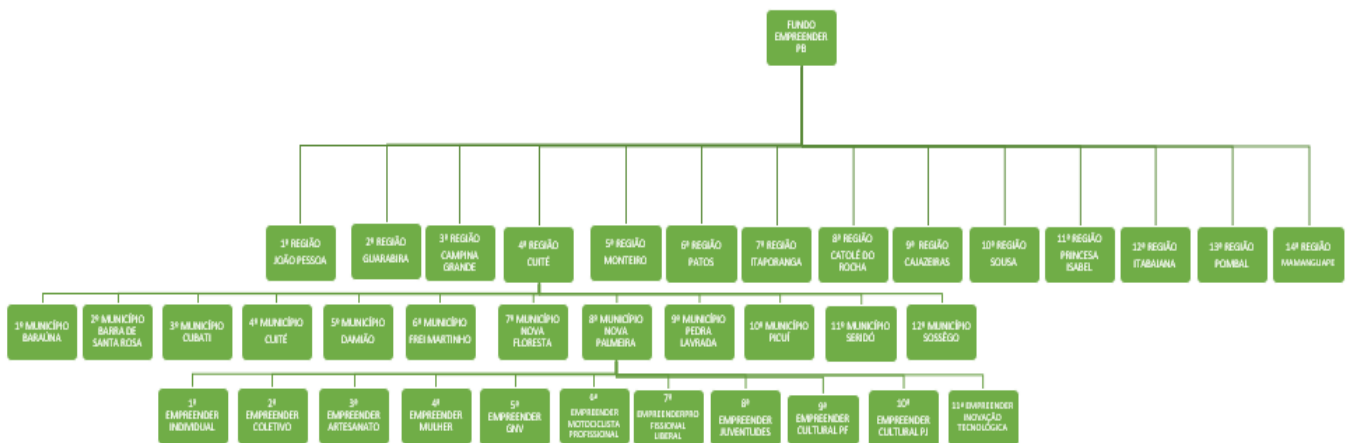 FUNDO
EMPREENDER
PB
1ª REGIÃO
JOÃO PESSOA
2ª REGIÃO
GUARABIRA
3ª REGIÃO
CAMPINA
GRANDE
4ª REGIÃO
CUITÉ
5ª REGIÃO
MONTEIRO
6ª REGIÃO
PATOS
7ª REGIÃO
ITAPORANGA
8ª REGIÃO
CATOLÉ DO
ROCHA
9ª REGIÃO
CAJAZEIRAS
10ª REGIÃO
SOUSA
11ª REGIÃO
PRINCESA
ISABEL
12ª REGIÃO
ITABAIANA
13ª REGIÃO
POMBAL
14ª REGIÃO
MAMANGUAPE
1º MUNICÍPIO
BARAÚNA
2º MUNICÍPIO
BARRA DE
SANTA ROSA
3º MUNICÍPIO
CUBATI
4º MUNICÍPIO
CUITÉ
5º MUNICÍPIO
DAMIÃO
6º MUNICÍPIO
FREI MARTINHO
7º MUNICÍPIO
NOVA
FLORESTA
8º MUNICÍPIO
NOVA
PALMEIRA
9º MUNICÍPIO
PEDRA
LAVRADA
10º MUNICÍPIO
PICUÍ
11º MUNICÍPIO
SERIDÓ
12º MUNICÍPIO
SOSSÊGO
1º
EMPREENDER
INDIVIDUAL
2º
EMPREENDER
COLETIVO
3º
EMPREENDER
ARTESANATO
4º
EMPREENDER
MULHER
5º
EMPREENDER
GNV
6º
EMPREENDER
MOTOCICLISTA
PROFISSIONAL
7º
EMPREENDERPRO
FISSIONAL
LIBERAL
8º
EMPREENDER
JUVENTUDES
9º
EMPREENDER
CULTURAL PF
10º
EMPREENDER
CULTURAL PJ
11º EMPREENDER
INOVAÇÃO
TECNOLÓGICA